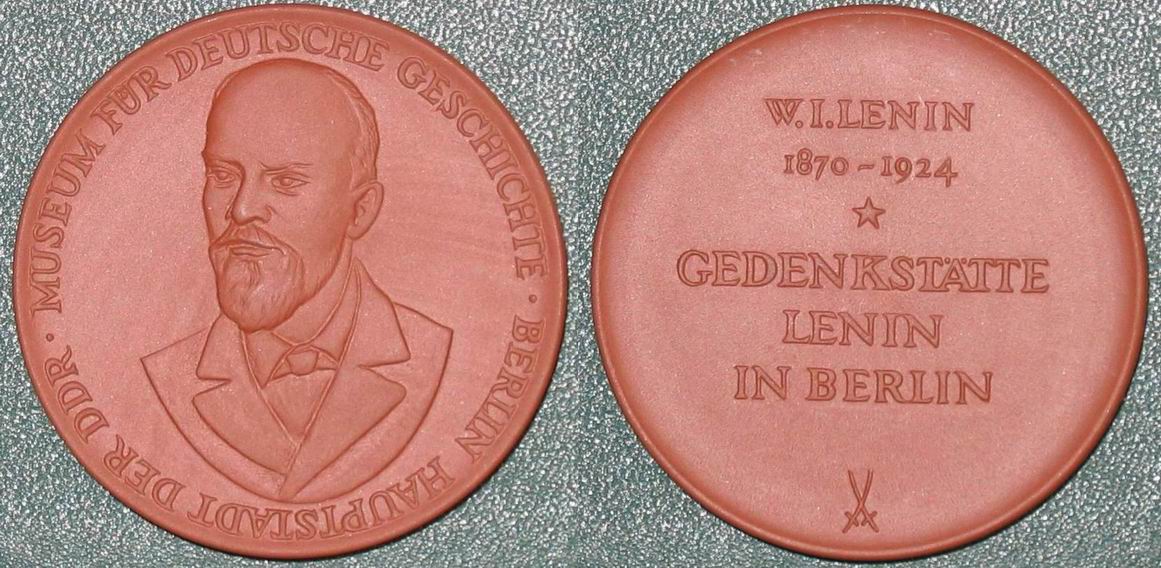 MUSEUM FÜR DEUTSCHE GESCHICHTE · BERLIN HAUPTSTADT DER DDR ·
W. I. LENIN
1870 – 1924
GEDENKSTÄTTE
LENIN
IN BERLIN